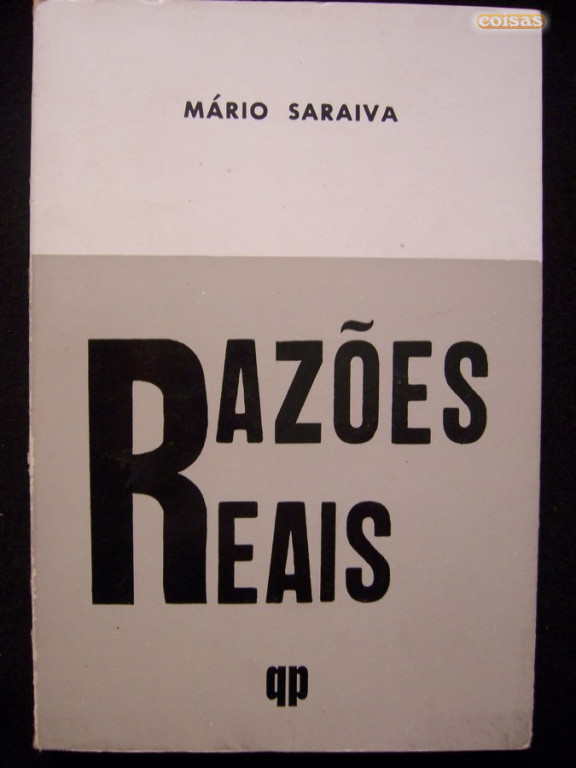 coisas
MÁRIO SARAIVA
RAZÕES
REAIS
qp